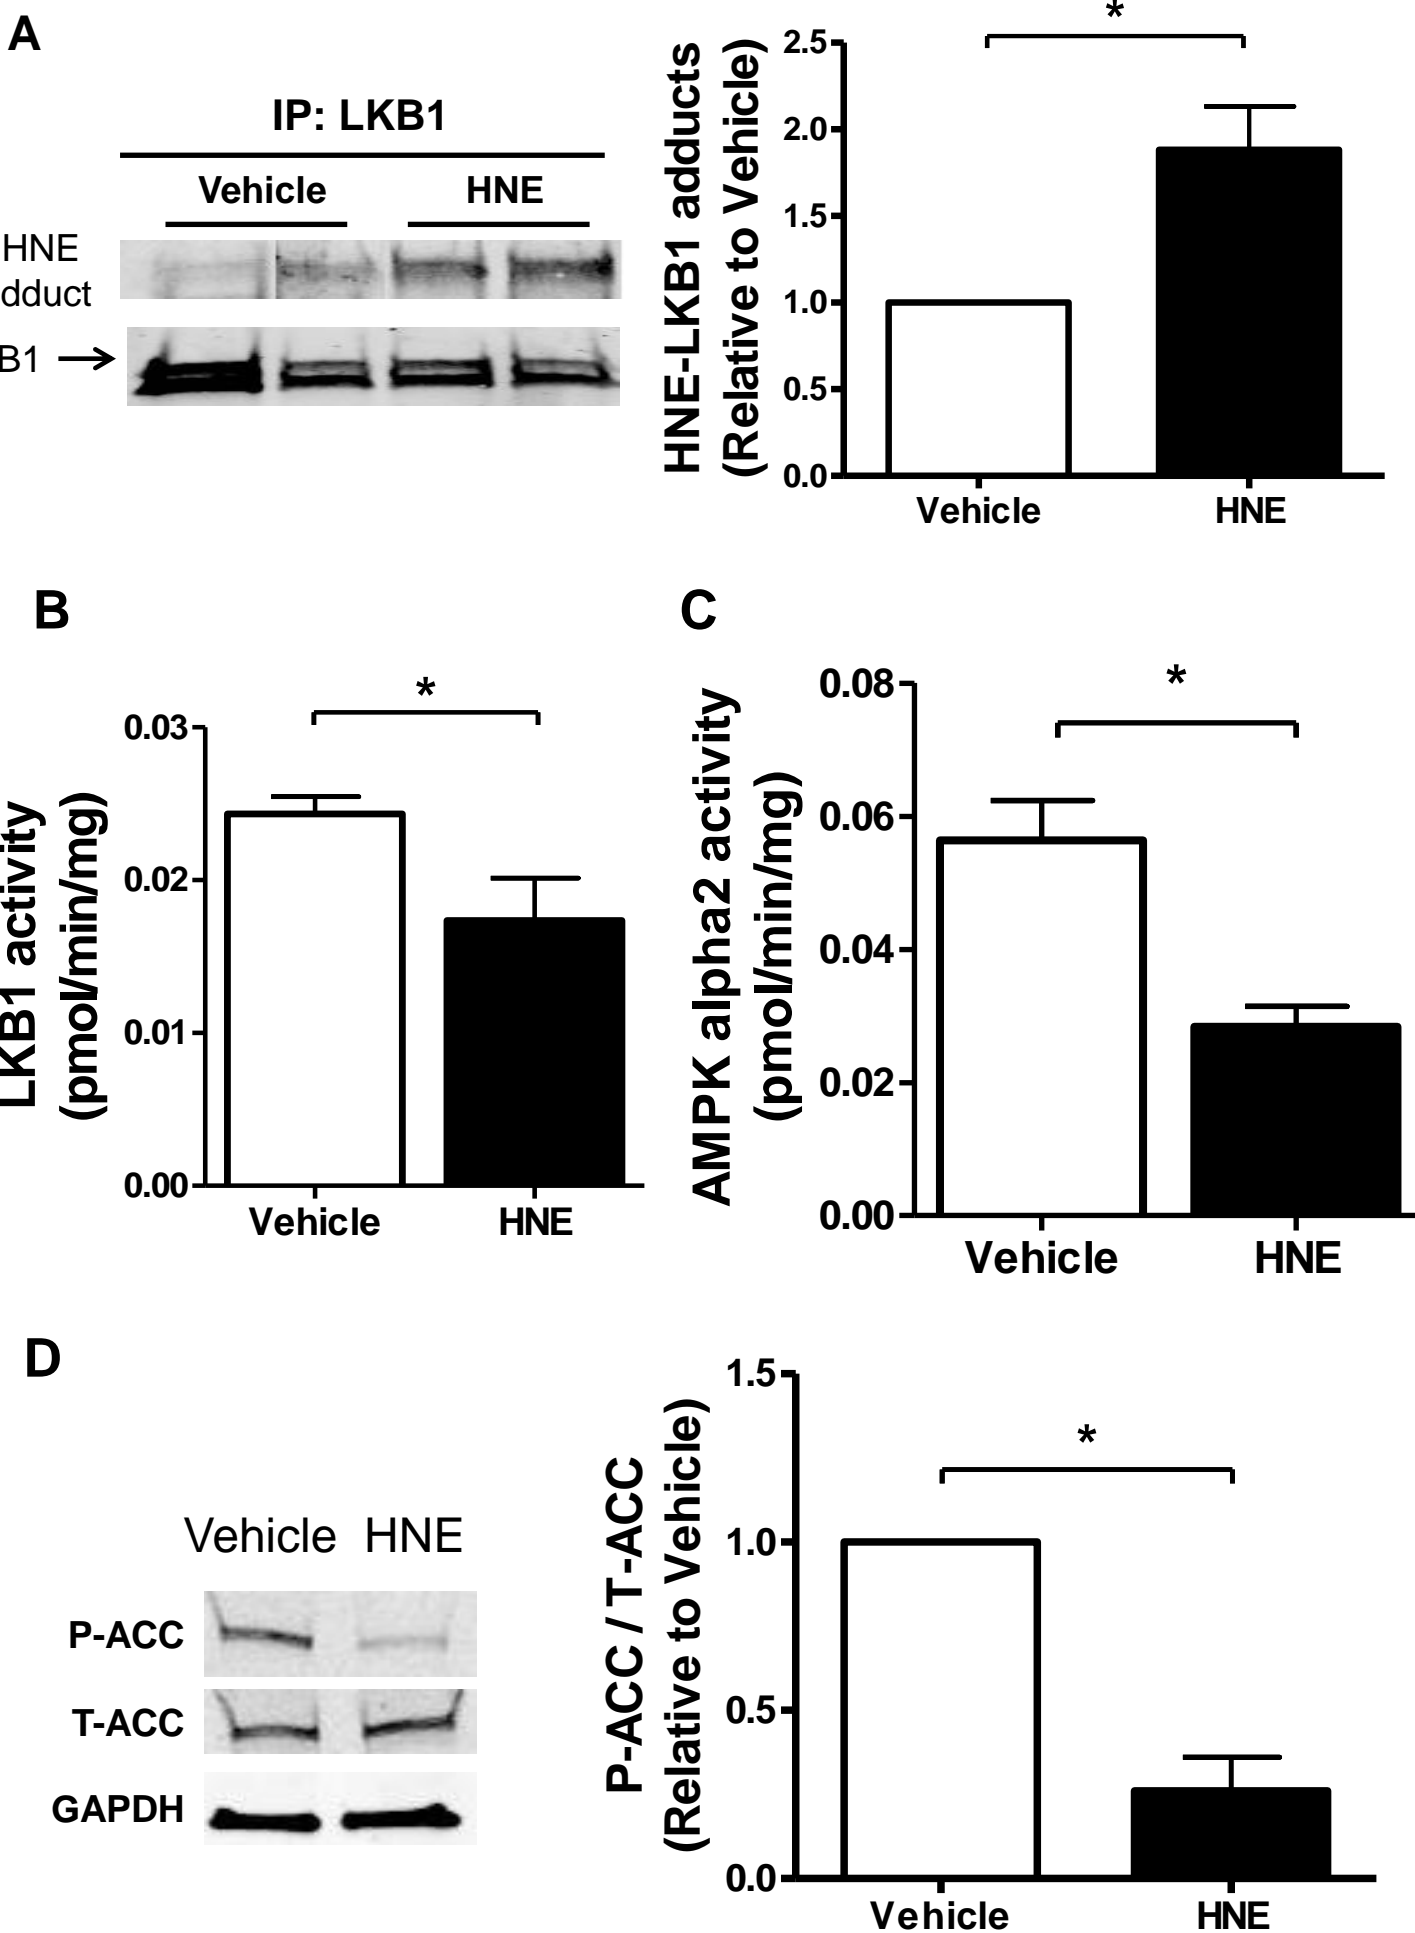 A
IP: LKB1
Vehicle HNE
HNE
dduct
B1
HNE-LKB1 adducts
(Relative to Vehicle)
*
2.5
2.0
1.5
1.0
0.5
0.0
Vehicle HNE
B
LKB1 activity
(pmol/min/mg)
*
0.03
0.02
0.01
0.00
Vehicle HNE
C
AMPK alpha2 activity
(pmol/min/mg)
*
0.08
0.06
0.04
0.02
0.00
Vehicle HNE
D
Vehicle HNE
P-ACC
T-ACC
GAPDH
P-ACC / T-ACC
(Relative to Vehicle)
*
1.5
1.0
0.5
0.0
Vehicle HNE